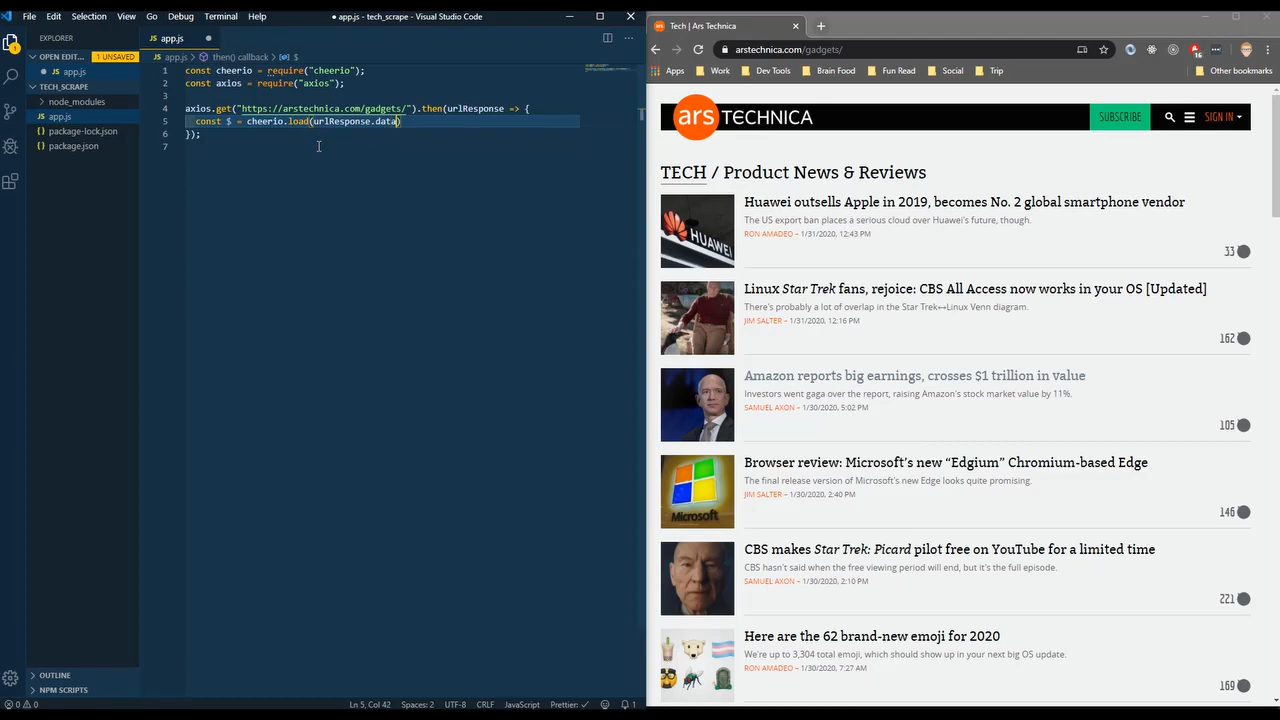 File Edit Selection View Go Debug Terminal Help ● app.js • tech_scrape - Visual Studio Code
EXPLORER
OPEN EDIT... 1 UNSAVED
app.js
TECH_SCRAPE
node_modules
app.js
package-lock.json
package.json
OUTLINE
NPM SCRIPTS
app.js
app.js > then() callback > $
1 const cheerio = require("cheerio");
2 const axios = require("axios");
3
4 axios.get("https://arstechnica.com/gadgets/").then(urlResponse => {
5 const $ = cheerio.load(urlResponse.data)
6 });
7
0 0 Ln 5, Col 42 Spaces: 2 UTF-8 CRLF JavaScript Prettier: ✓ 1
Tech | Ars Technica
arstechnica.com/gadgets/
Apps Work Dev Tools Brain Food Fun Read Social Trip Other bookmarks
ars TECHNICA SUBSCRIBE SIGN IN
TECH / Product News & Reviews
Huawei outsells Apple in 2019, becomes No. 2 global smartphone vendor
The US export ban places a serious cloud over Huawei's future, though.
RON AMADEO – 1/31/2020, 12:43 PM
33
HUAWEI
Linux Star Trek fans, rejoice: CBS All Access now works in your OS [Updated]
There's probably a lot of overlap in the Star Trek↔Linux Venn diagram.
JIM SALTER – 1/31/2020, 12:16 PM
162
Amazon reports big earnings, crosses $1 trillion in value
Investors went gaga over the report, raising Amazon's stock market value by 11%.
SAMUEL AXON – 1/30/2020, 5:02 PM
105
Browser review: Microsoft's new “Edgium” Chromium-based Edge
The final release version of Microsoft's new Edge looks quite promising.
JIM SALTER – 1/30/2020, 2:40 PM
146
Microsoft
CBS makes Star Trek: Picard pilot free on YouTube for a limited time
CBS hasn't said when the free viewing period will end, but it's the full episode.
SAMUEL AXON – 1/30/2020, 2:10 PM
221
Here are the 62 brand-new emoji for 2020
We're up to 3,304 total emoji, which should show up in your next big OS update.
RON AMADEO – 1/30/2020, 7:27 AM
169